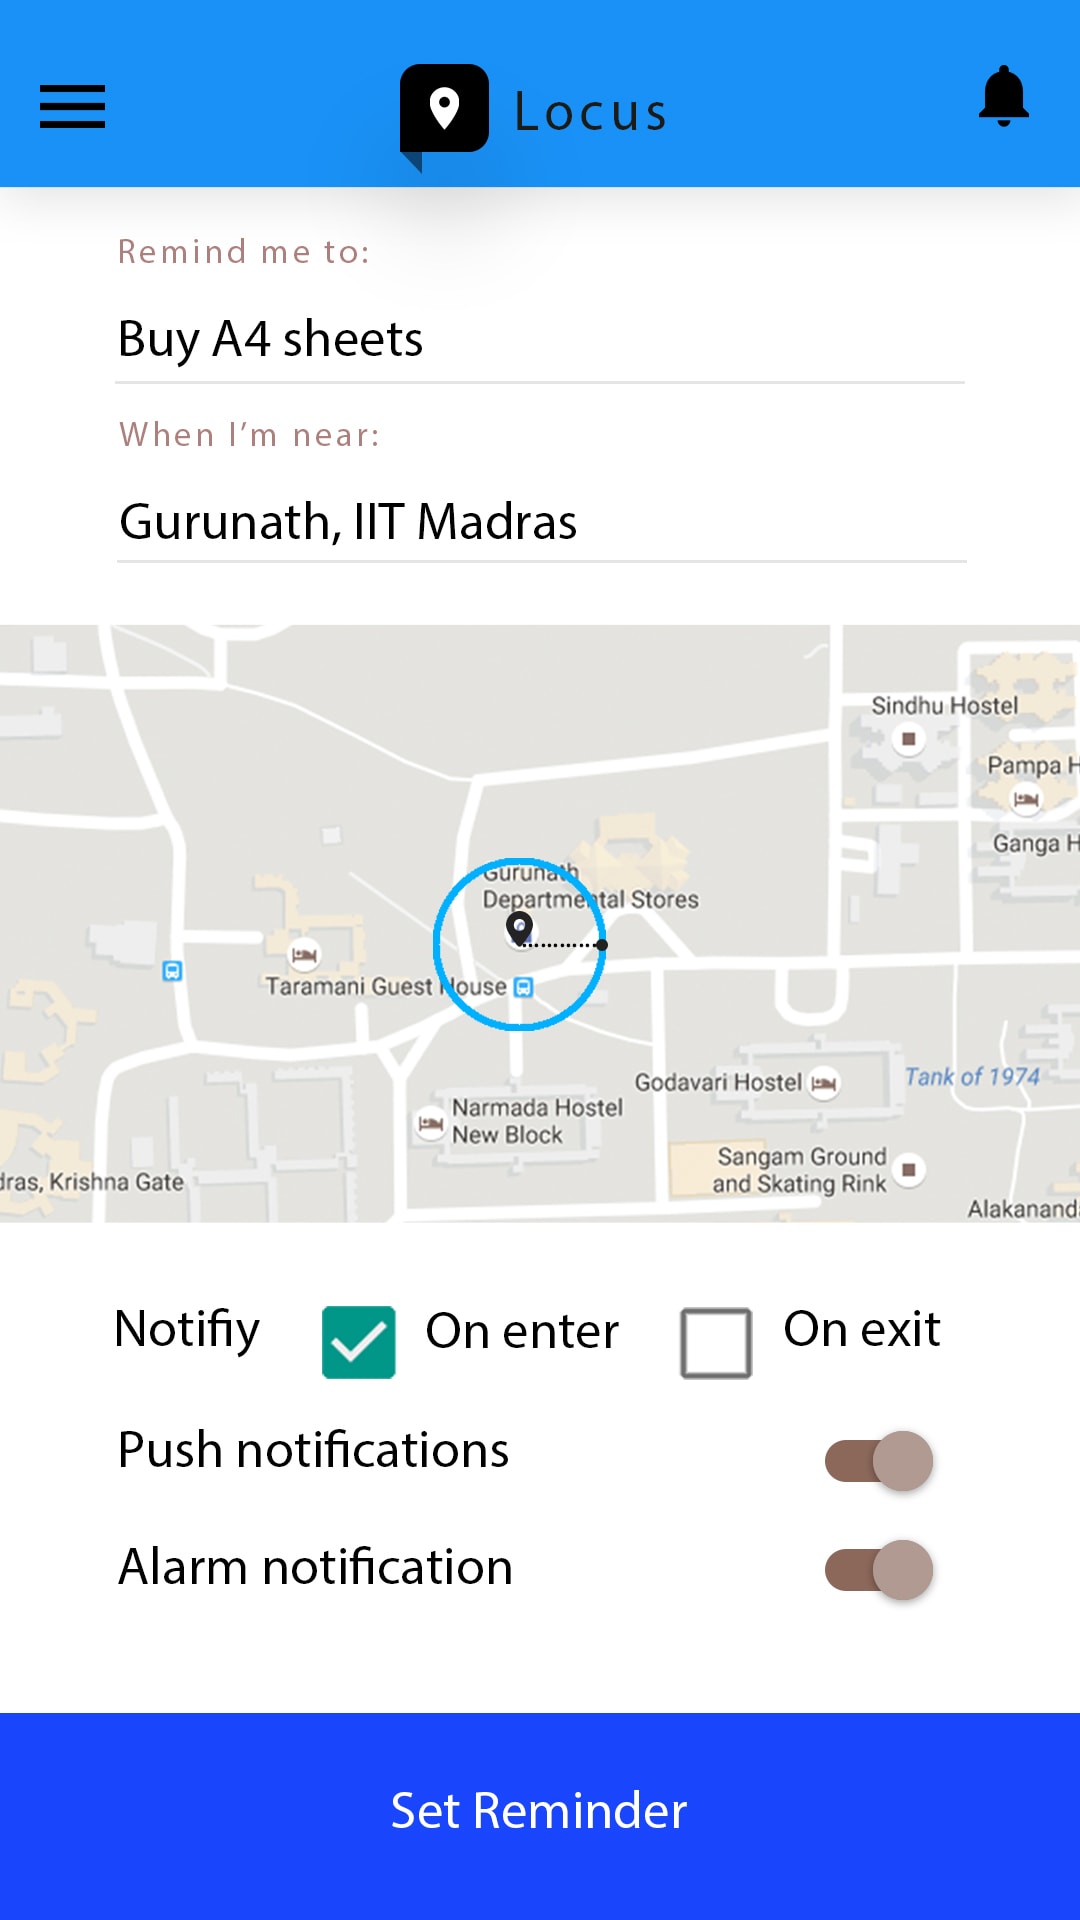 Locus
Remind me to:
Buy A4 sheets
When I’m near:
Gurunath, IIT Madras
Sindhu Hostel
Pampa H
Ganga H
Gurunath
Departmental Stores
Taramani Guest House
Godavari Hostel
Tank of 1974
Narmada Hostel
New Block
Sangam Ground
and Skating Rink
dras, Krishna Gate
Alakananda
Notifiy
On enter
On exit
Push notifications
Alarm notification
Set Reminder